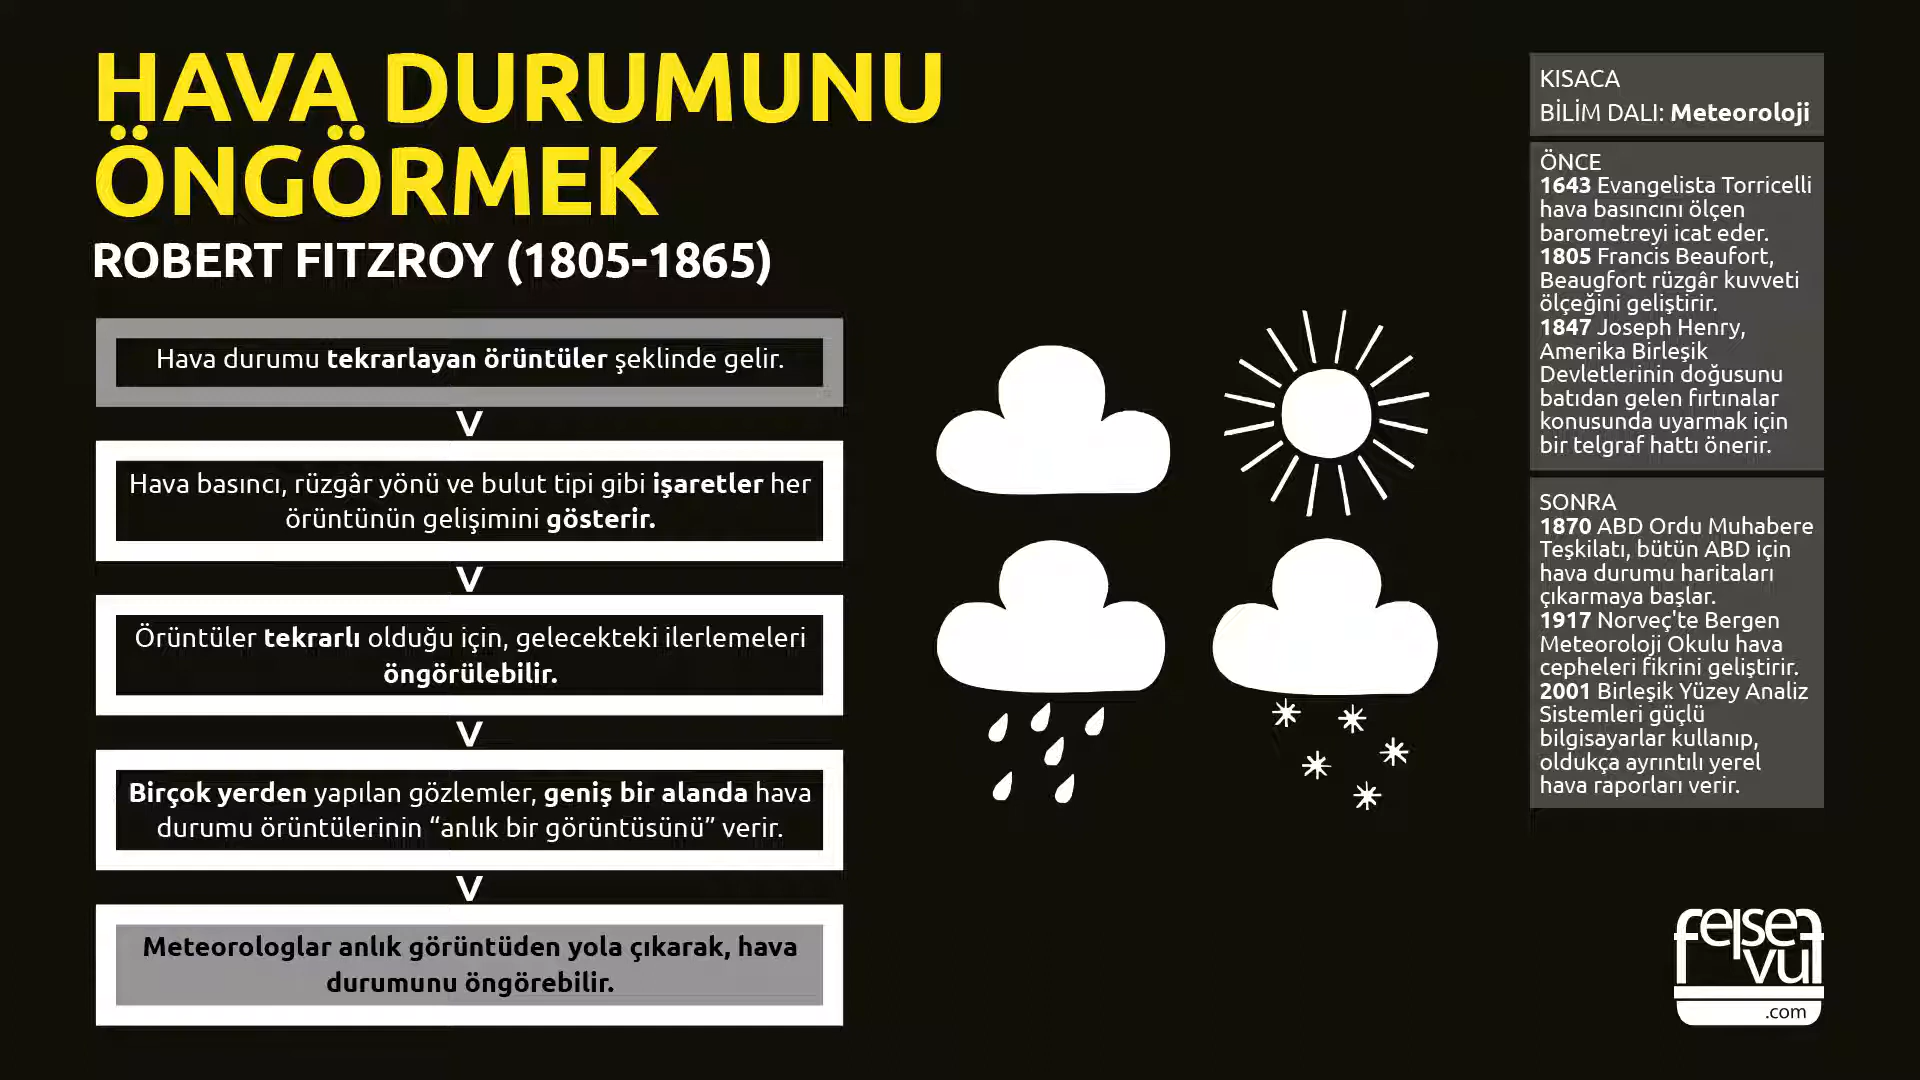 HAVA DURUMUNU
ÖNGÖRMEK
ROBERT FITZROY (1805-1865)
Hava durumu tekrarlayan örüntüler şeklinde gelir.
V
Hava basıncı, rüzgâr yönü ve bulut tipi gibi işaretler her
örüntünün gelişimini gösterir.
V
Örüntüler tekrarlı olduğu için, gelecekteki ilerlemeleri
öngörülebilir.
V
Birçok yerden yapılan gözlemler, geniş bir alanda hava
durumu örüntülerinin “anlık bir görüntüsünü” verir.
V
Meteorologlar anlık görüntüden yola çıkarak, hava
durumunu öngörebilir.
KISACA
BİLİM DALI: Meteoroloji
ÖNCE
1643 Evangelista Torricelli
hava basıncını ölçen
barometreyi icat eder.
1805 Francis Beaufort,
Beaugfort rüzgâr kuvveti
ölçeğini geliştirir.
1847 Joseph Henry,
Amerika Birleşik
Devletlerinin doğusunu
batıdan gelen fırtınalar
konusunda uyarmak için
bir telgraf hattı önerir.
SONRA
1870 ABD Ordu Muhabere
Teşkilatı, bütün ABD için
hava durumu haritaları
çıkarmaya başlar.
1917 Norveç'te Bergen
Meteoroloji Okulu hava
cepheleri fikrini geliştirir.
2001 Birleşik Yüzey Analiz
Sistemleri güçlü
bilgisayarlar kullanıp,
oldukça ayrıntılı yerel
hava raporları verir.
felsef
vuf
.com